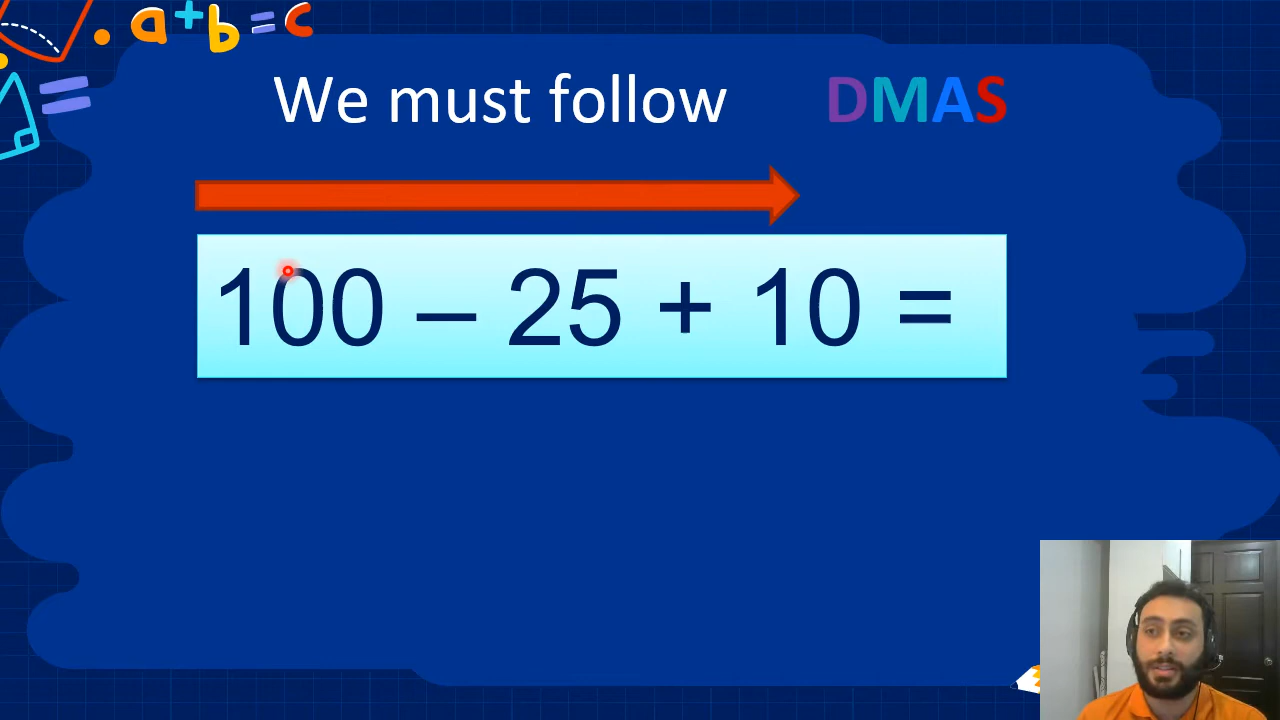 a+b=c
=
We must follow DMAS
100 – 25 + 10 =